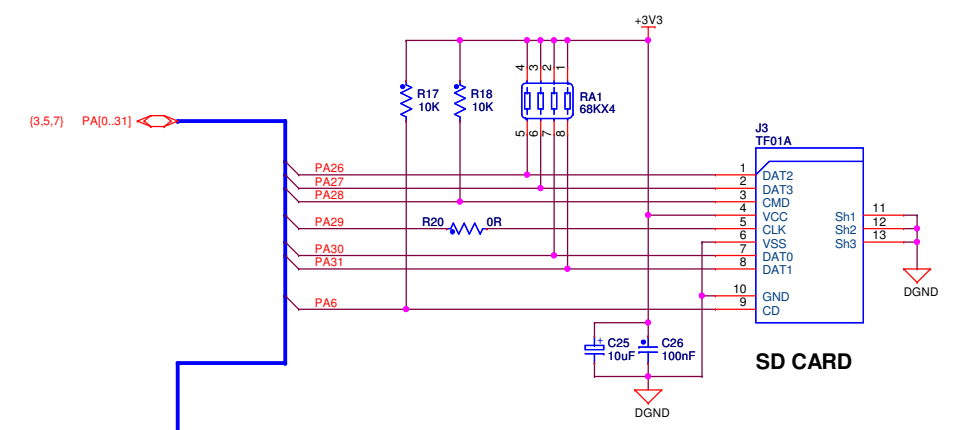 +3V3
4 3 2 1
R17
10K
R18
10K
RA1
68KX4
5 6 7 8
{3,5,7} PA[0..31]
J3
TF01A
PA26 1 DAT2
PA27 2 DAT3
PA28 3 CMD
4 VCC Sh1 11
PA29 R20 0R 5 CLK Sh2 12
6 VSS Sh3 13
PA30 7 DAT0
PA31 8 DAT1
DGND
10 GND
PA6 9 CD
+ C25
10uF
C26
100nF
SD CARD
DGND